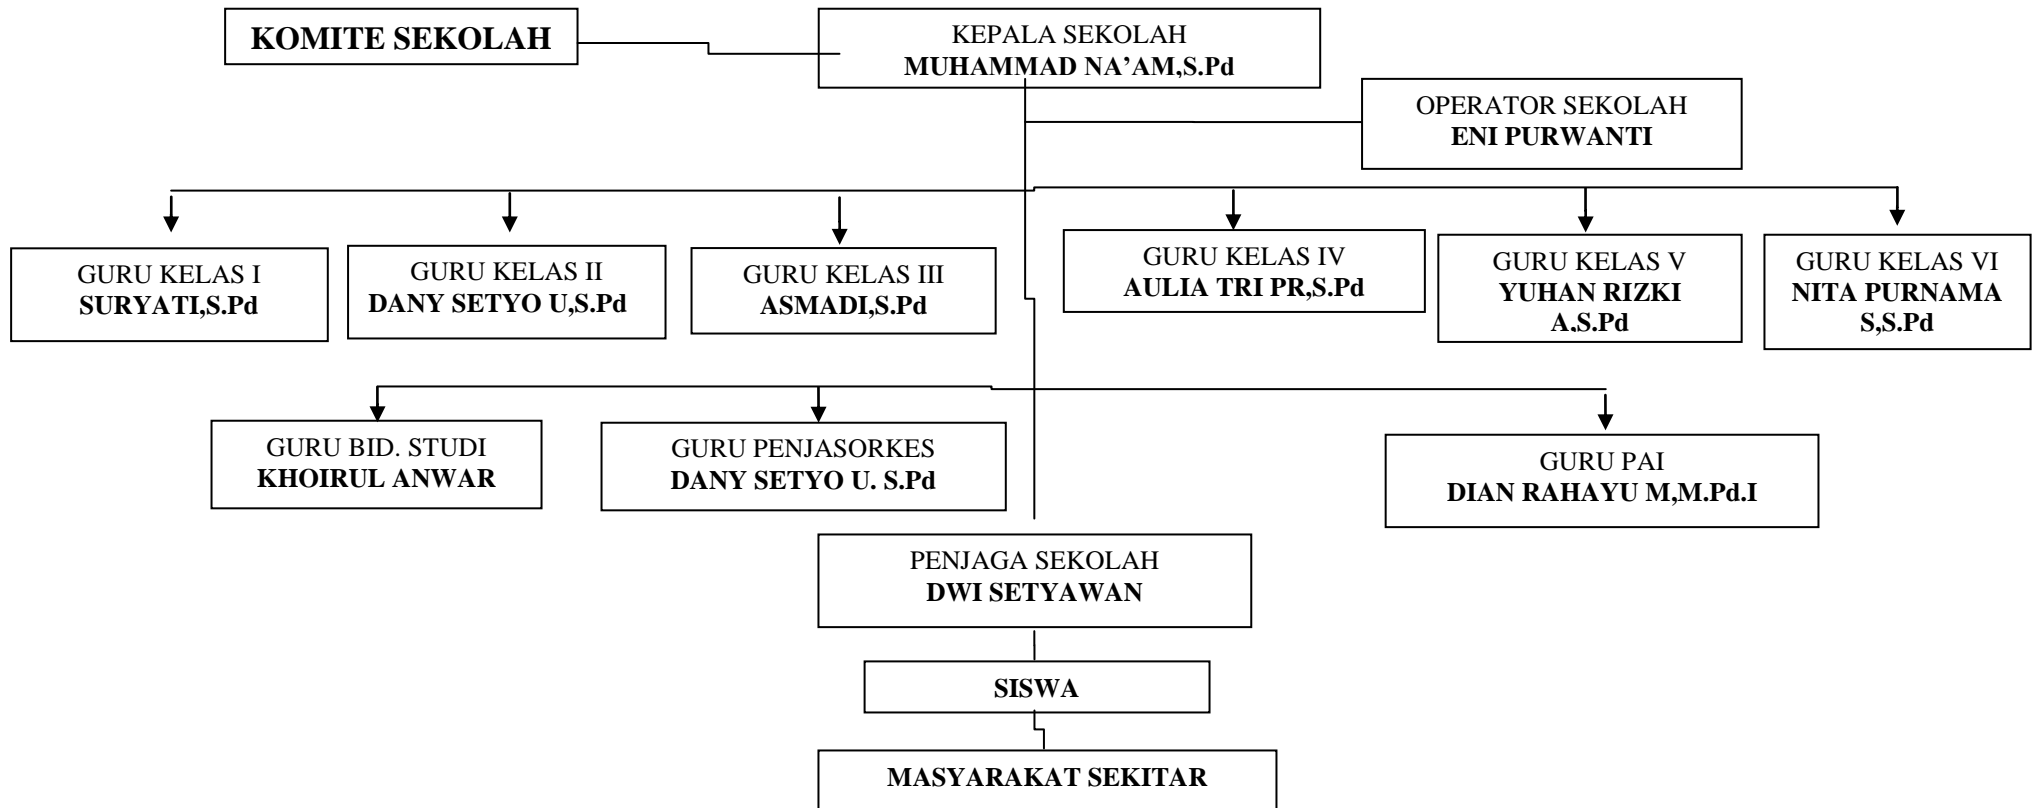 KOMITE SEKOLAH
KEPALA SEKOLAH
MUHAMMAD NA’AM,S.Pd
OPERATOR SEKOLAH
ENI PURWANTI
GURU KELAS I
SURYATI,S.Pd
GURU KELAS II
DANY SETYO U,S.Pd
GURU KELAS III
ASMADI,S.Pd
GURU KELAS IV
AULIA TRI PR,S.Pd
GURU KELAS V
YUHAN RIZKI
A,S.Pd
GURU KELAS VI
NITA PURNAMA
S,S.Pd
GURU BID. STUDI
KHOIRUL ANWAR
GURU PENJASORKES
DANY SETYO U. S.Pd
GURU PAI
DIAN RAHAYU M,M.Pd.I
PENJAGA SEKOLAH
DWI SETYAWAN
SISWA
MASYARAKAT SEKITAR